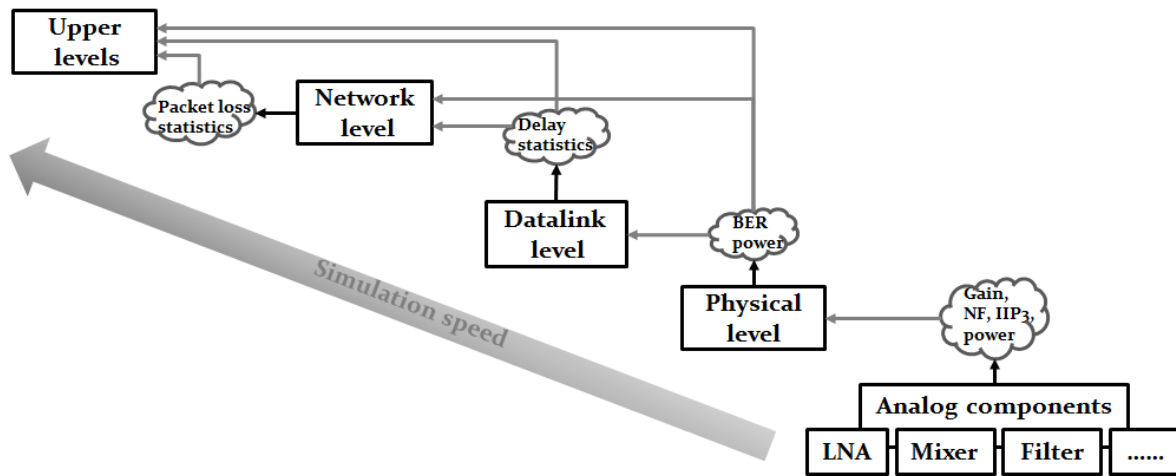 Upper
levels
Packet loss
statistics
Network
level
Delay
statistics
Datalink
level
BER
power
Physical
level
Gain,
NF, IIP3,
power
Simulation speed
Analog components
LNA
Mixer
Filter
......